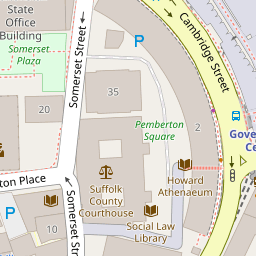 State Office
Building
Somerset
Plaza
Somerset Street
P
Cambridge Street
35
20
Pemberton
Square
2
Gove
Ce
Howard
Athenaeum
Suffolk
County
Courthouse
ton Place
P
10
Somerset Str
Social Law
Library